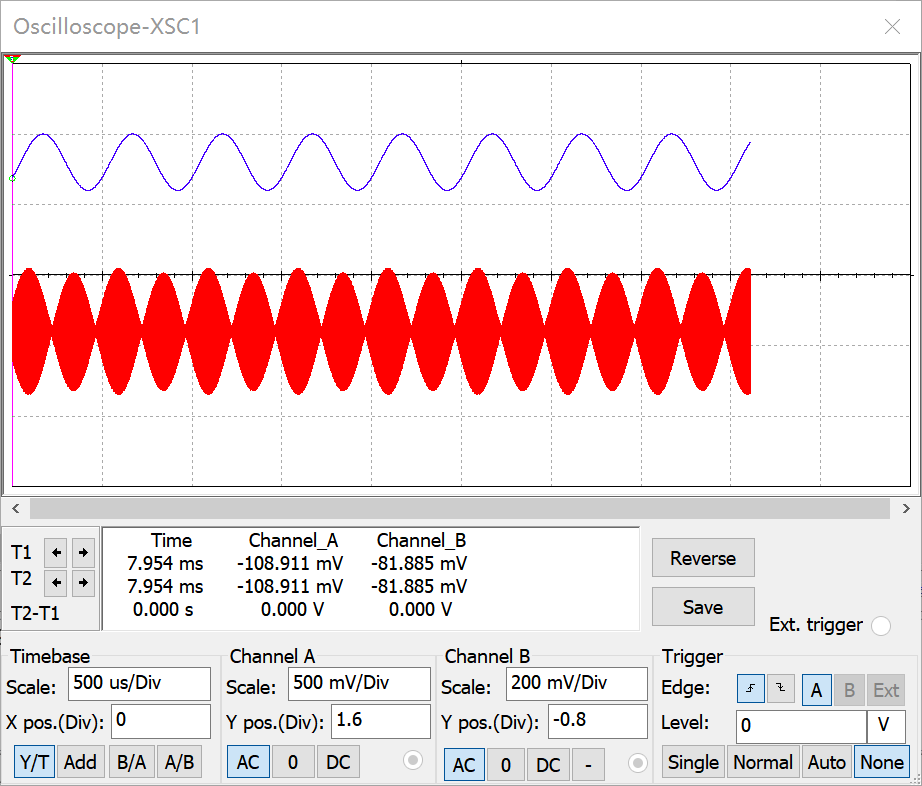 Oscilloscope-XSC1
T1
T2
T2-T1
Time Channel_A Channel_B
7.954 ms -108.911 mV -81.885 mV
7.954 ms -108.911 mV -81.885 mV
0.000 s 0.000 V 0.000 V
Reverse
Save
Ext. trigger
Timebase
Scale: 500 us/Div
X pos.(Div): 0
Y/T Add B/A A/B
Channel A
Scale: 500 mV/Div
Y pos.(Div): 1.6
AC 0 DC
Channel B
Scale: 200 mV/Div
Y pos.(Div): -0.8
AC 0 DC -
Trigger
Edge: A B Ext
Level: 0 V
Single Normal Auto None